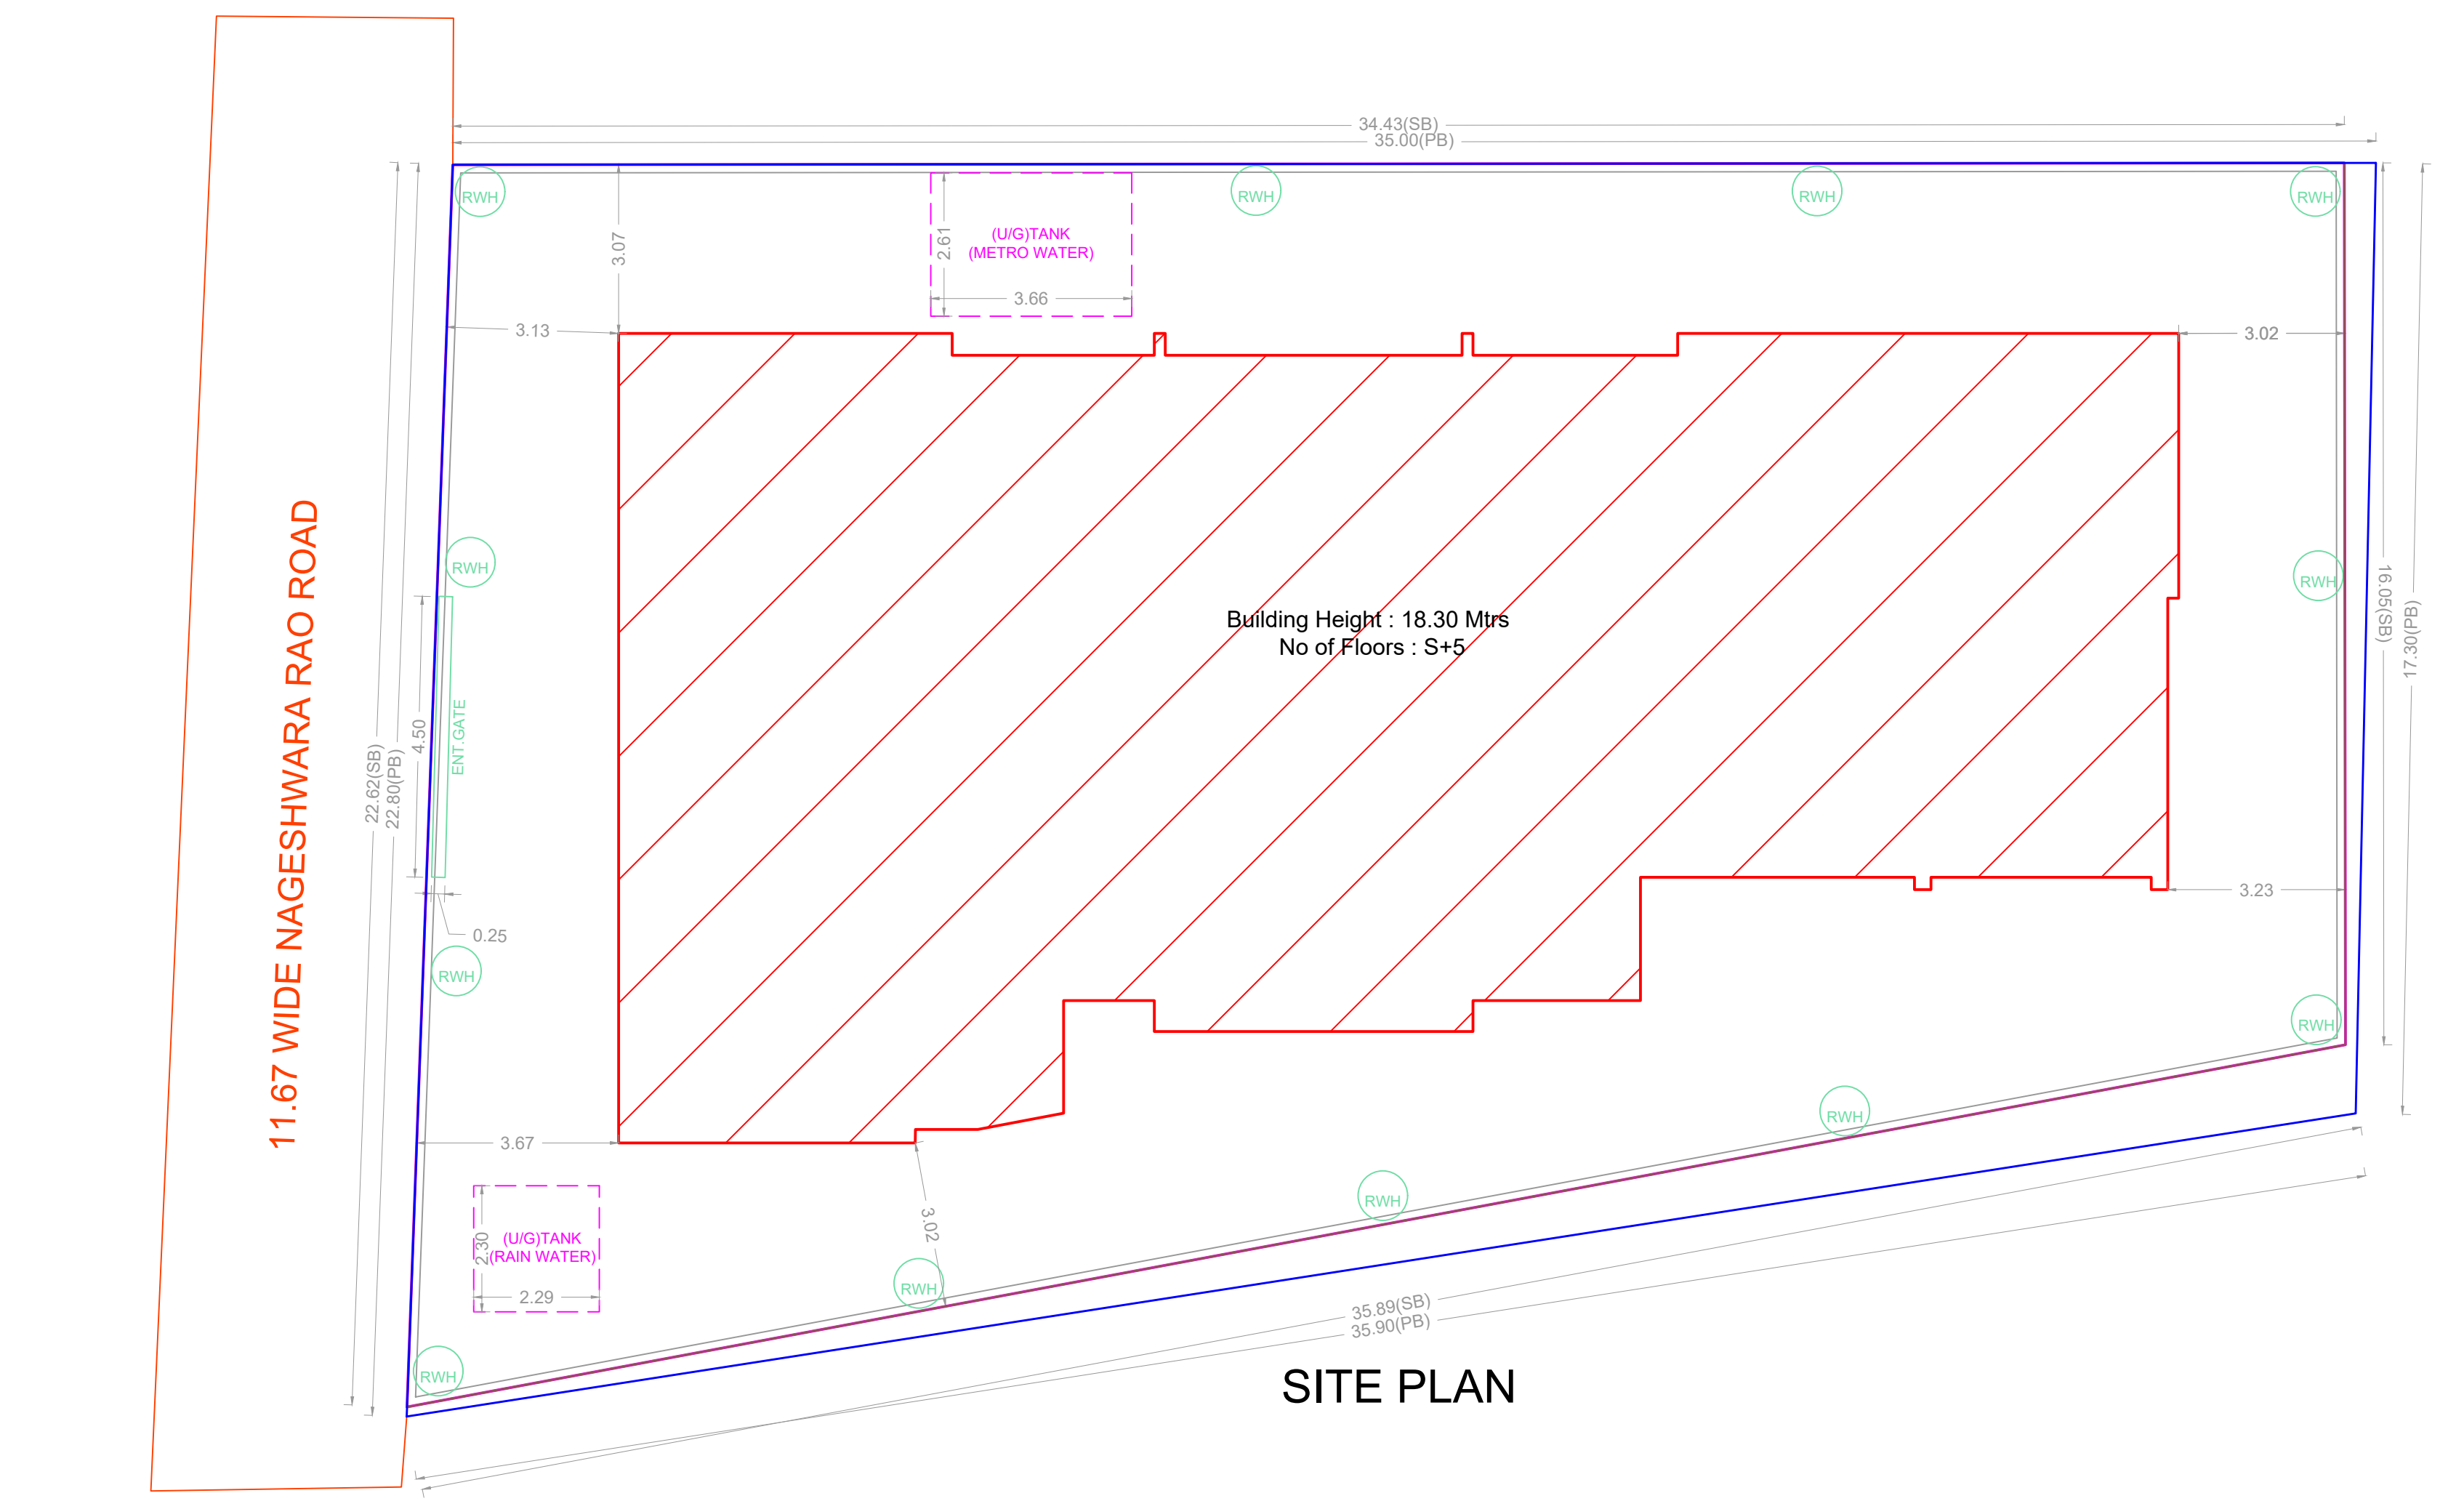 34.43(SB)
35.00(PB)
RWH
RWH
RWH
RWH
3.07
2.61
(U/G)TANK
(METRO WATER)
3.66
3.13
3.02
11.67 WIDE NAGESHWARA RAO ROAD
RWH
RWH
Building Height : 18.30 Mtrs
No of Floors : S+5
16.05(SB)
17.30(PB)
22.62(SB)
22.80(PB)
4.50
ENT.GATE
3.23
0.25
RWH
RWH
RWH
3.67
RWH
3.02
2.30
(U/G)TANK
(RAIN WATER)
2.29
RWH
35.89(SB)
35.90(PB)
RWH
SITE PLAN